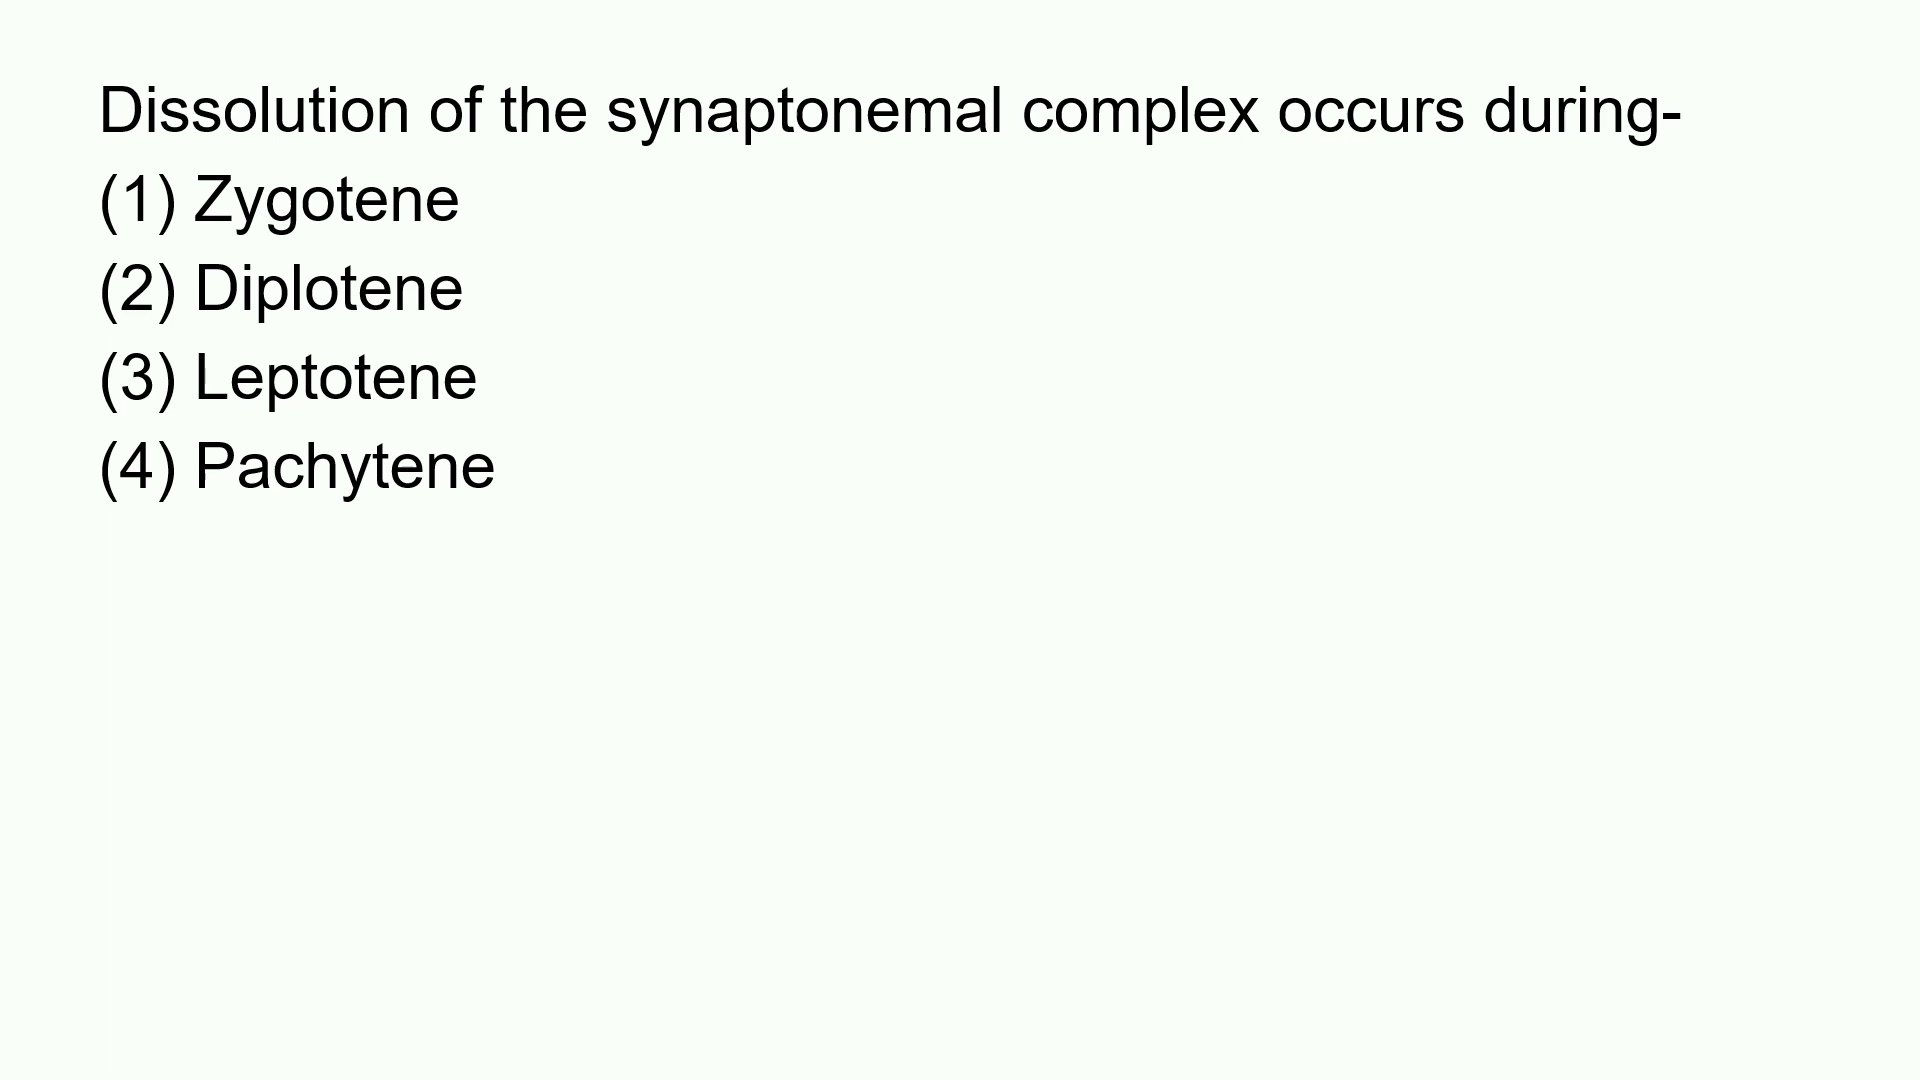 Dissolution of the synaptonemal complex occurs during-
(1) Zygotene
(2) Diplotene
(3) Leptotene
(4) Pachytene